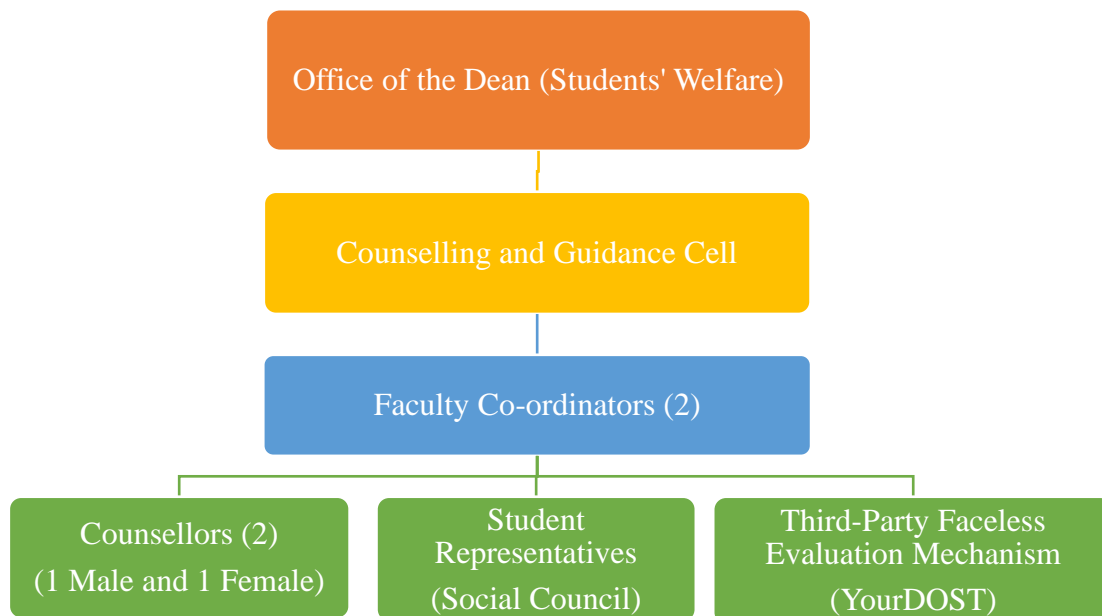 Office of the Dean (Students' Welfare)
Counselling and Guidance Cell
Faculty Co-ordinators (2)
Counsellors (2)
(1 Male and 1 Female)
Student
Representatives
(Social Council)
Third-Party Faceless
Evaluation Mechanism
(YourDOST)